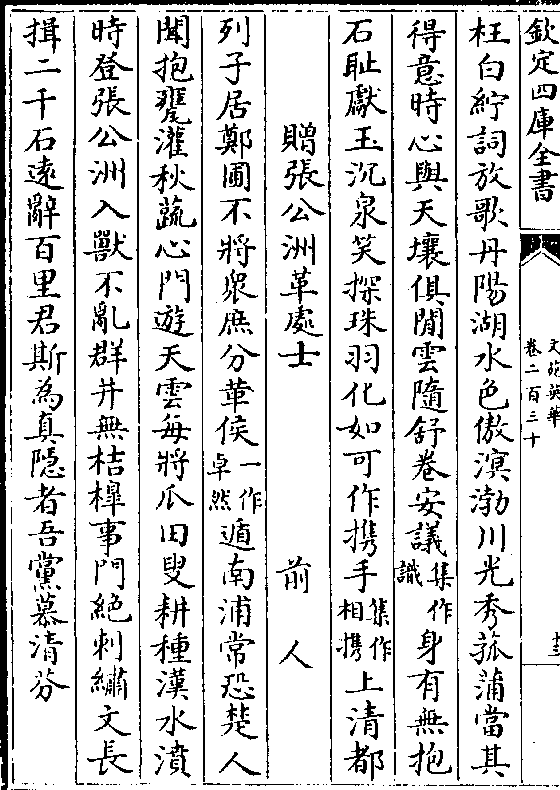 欽定四庫全書
文苑英華
卷二百三十
十三
枉白紵詞放歌丹陽湖水色傲溟渤川光秀菰蒲當其
得意時心與天壤俱閒雲隨舒卷安議集作識身有無抱
石耻獻玉沉泉笑探珠羽化如可作携手集作相携上清都
贈張公洲革處士 前人
列子居鄭圃不將衆庶分革侯一作卓然遁南浦常恐楚人
聞抱甕灌秋蔬心門遊天雲每將瓜田叟耕種漢水濆
時登張公洲入獸不亂群井無桔橰事門絶刺繡文長
揖二千石遠辭百里君斯為真隱者吾黨慕清芬